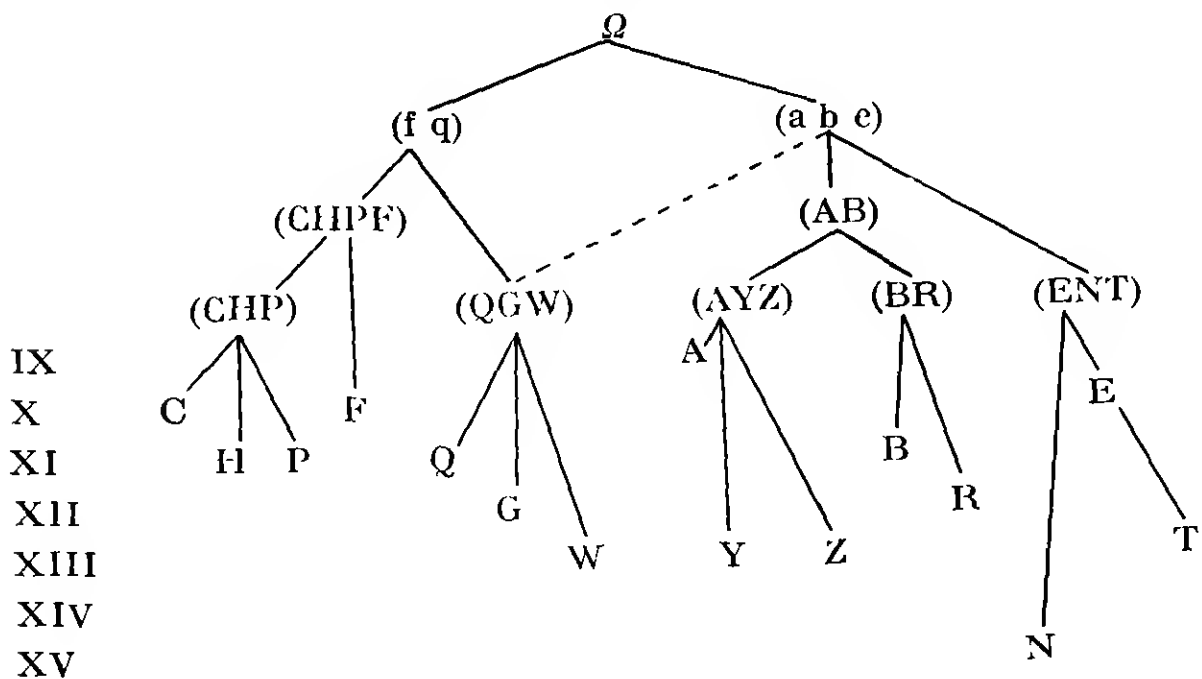 Ω
(f q) (a b e)
(CHPF) (AB)
(CHP) (QGW) (AYZ) (BR) (ENT)
IX A
X C F E
XI H P Q B
XII G R
XIII W Y Z T
XIV
XV N